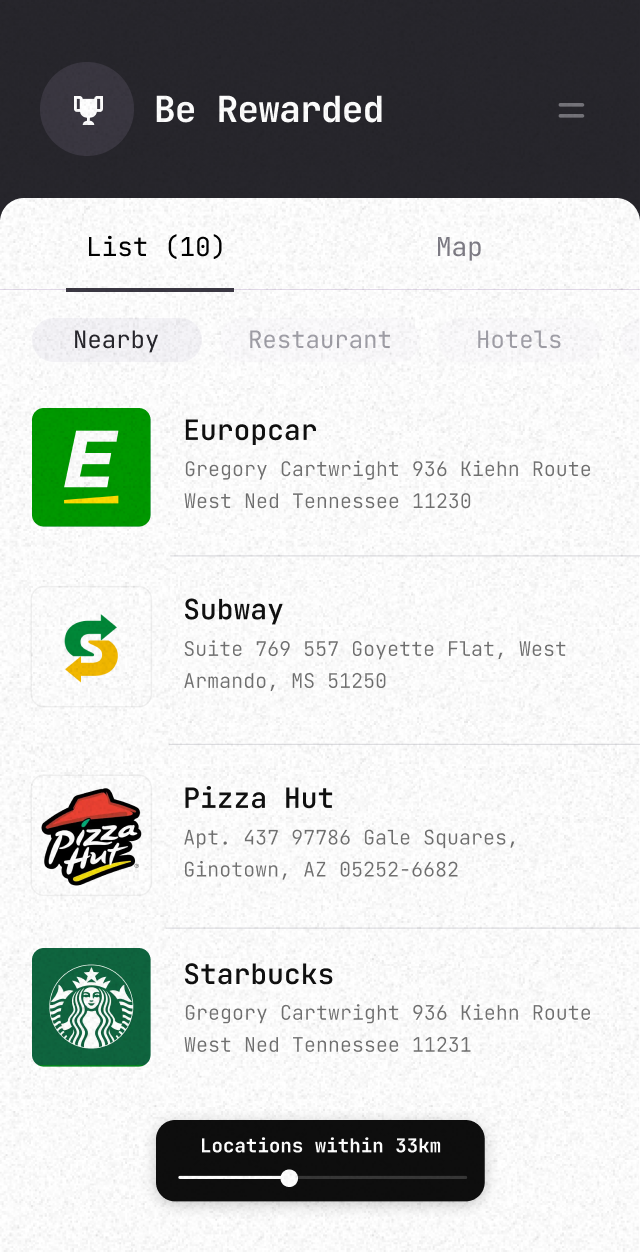 Be Rewarded
List (10)
Map
Nearby
Restaurant
Hotels
E
Europcar
Gregory Cartwright 936 Kiehn Route
West Ned Tennessee 11230
S
Subway
Suite 769 557 Goyette Flat, West
Armando, MS 51250
Pizza
Hut
Pizza Hut
Apt. 437 97786 Gale Squares,
Ginotown, AZ 05252-6682
Starbucks
Gregory Cartwright 936 Kiehn Route
West Ned Tennessee 11231
Locations within 33km